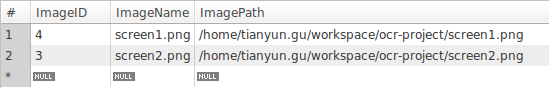 # ImageID ImageName ImagePath
1 4 screen1.png /home/tianyun.gu/workspace/ocr-project/screen1.png
2 3 screen2.png /home/tianyun.gu/workspace/ocr-project/screen2.png
* NULL NULL NULL